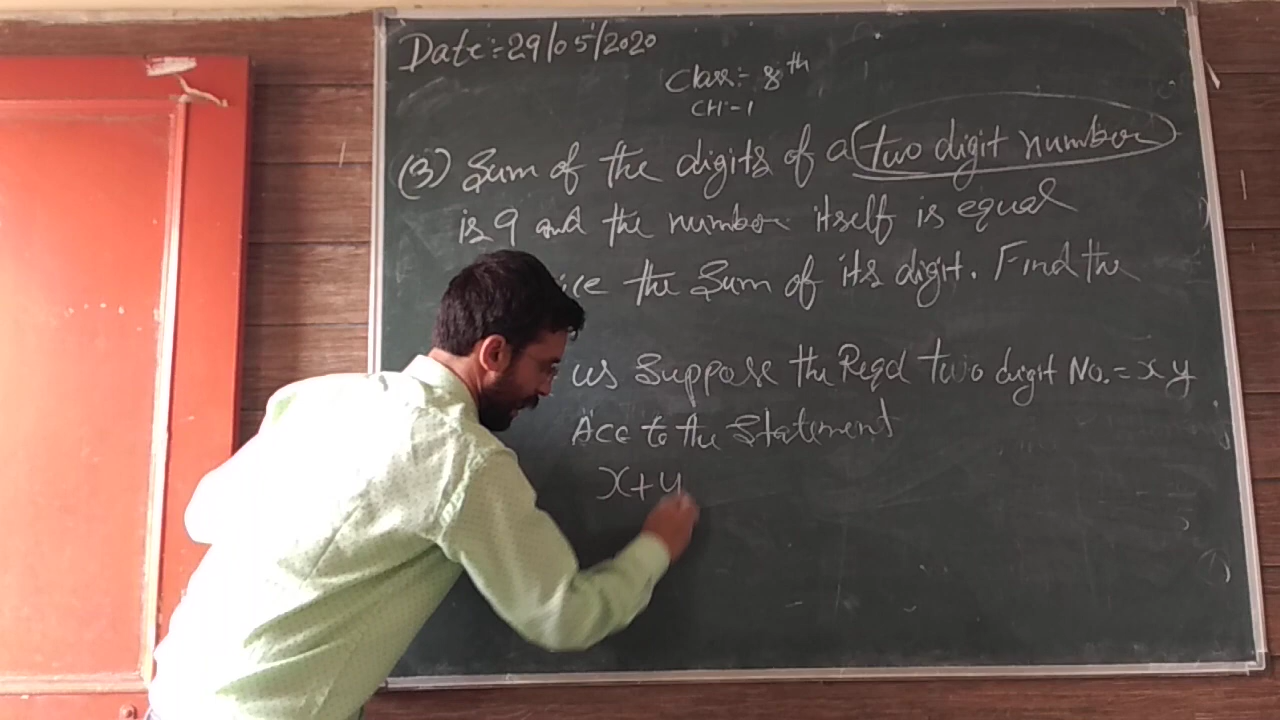 Date:-29/05/2020
Class:- 8th
CH:-1
(3) Sum of the digits of a two digit number
is 9 and the number itself is equal
the Sum of its digit. Find the
us Suppose the Reqd two digit No. = xy
Acc to the Statement
x+y